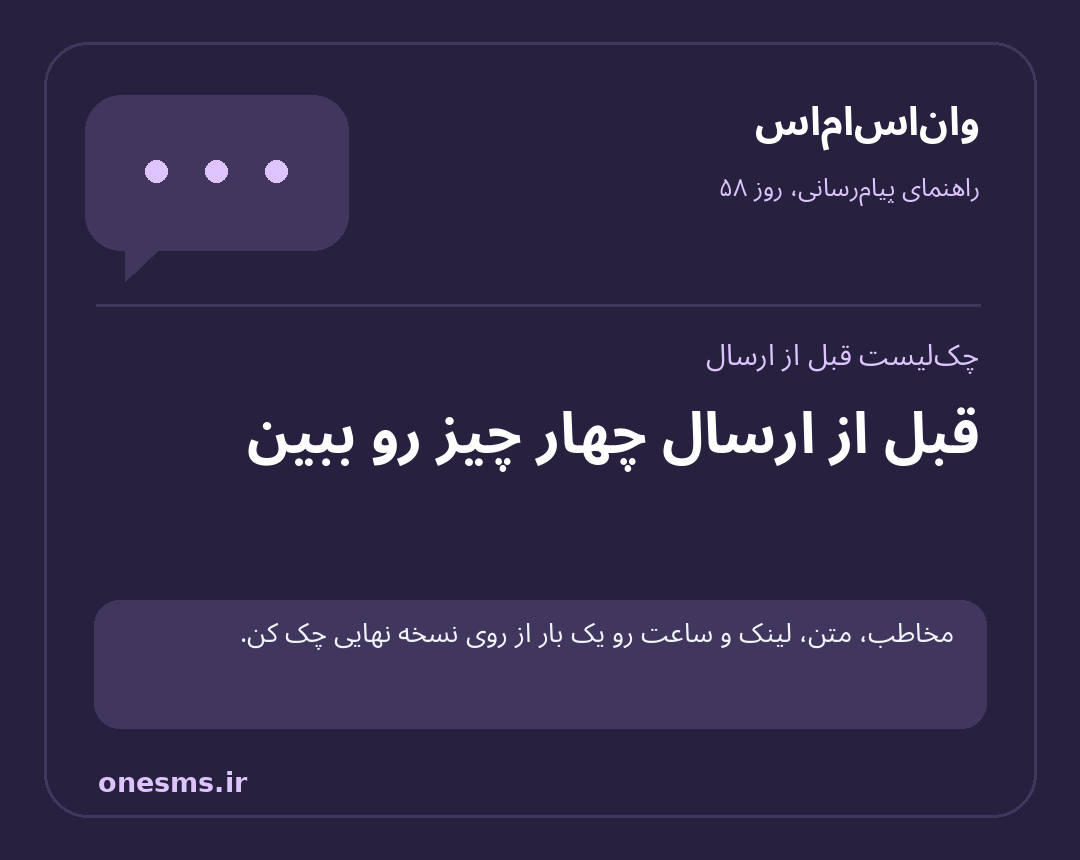 وان‌اس‌ام‌اس
راهنمای پیام‌رسانی، روز ۵۸
چک‌لیست قبل از ارسال
قبل از ارسال چهار چیز رو ببین
مخاطب، متن، لینک و ساعت رو یک بار از روی نسخه نهایی چک کن.
onesms.ir